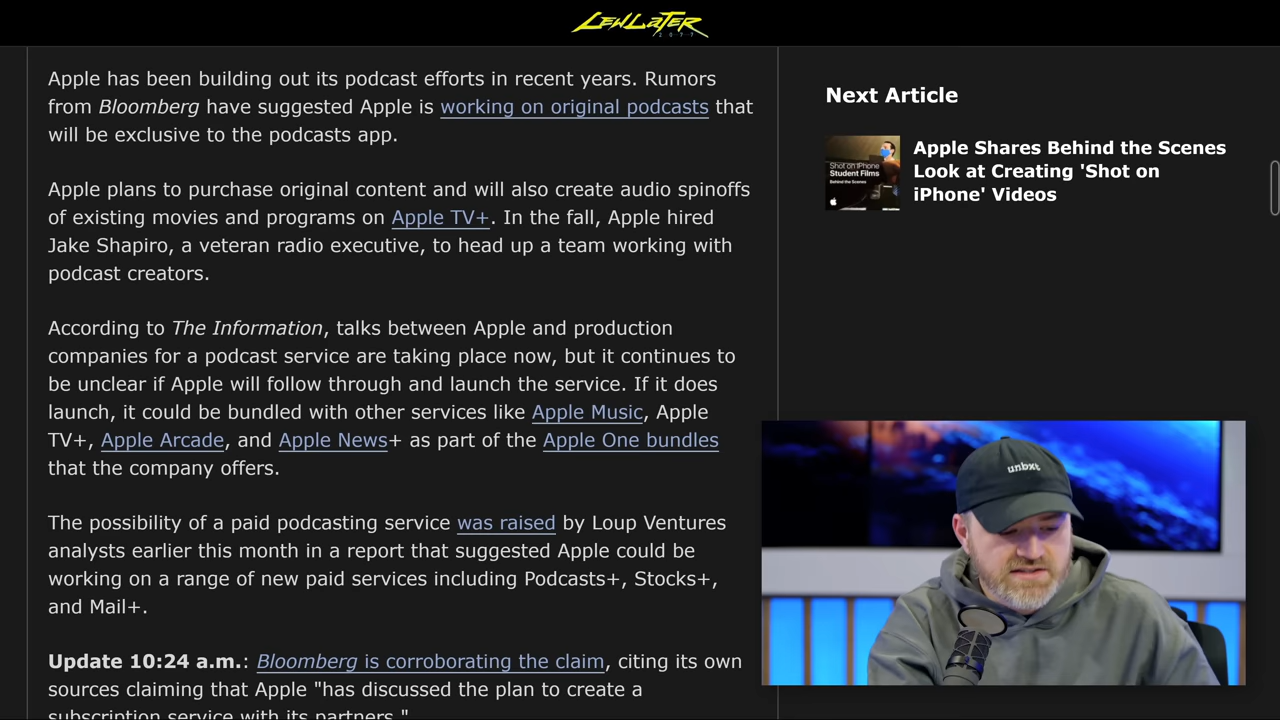 LEWLATER
2077
Apple has been building out its podcast efforts in recent years. Rumors
from Bloomberg have suggested Apple is working on original podcasts that
will be exclusive to the podcasts app.
Apple plans to purchase original content and will also create audio spinoffs
of existing movies and programs on Apple TV+. In the fall, Apple hired
Jake Shapiro, a veteran radio executive, to head up a team working with
podcast creators.
According to The Information, talks between Apple and production
companies for a podcast service are taking place now, but it continues to
be unclear if Apple will follow through and launch the service. If it does
launch, it could be bundled with other services like Apple Music, Apple
TV+, Apple Arcade, and Apple News+ as part of the Apple One bundles
that the company offers.
The possibility of a paid podcasting service was raised by Loup Ventures
analysts earlier this month in a report that suggested Apple could be
working on a range of new paid services including Podcasts+, Stocks+,
and Mail+.
Update 10:24 a.m.: Bloomberg is corroborating the claim, citing its own
sources claiming that Apple "has discussed the plan to create a
subscription service with its partners."
Next Article
Shot on iPhone
Student Films
Behind the Scenes
Apple Shares Behind the Scenes
Look at Creating 'Shot on
iPhone' Videos
unbxt